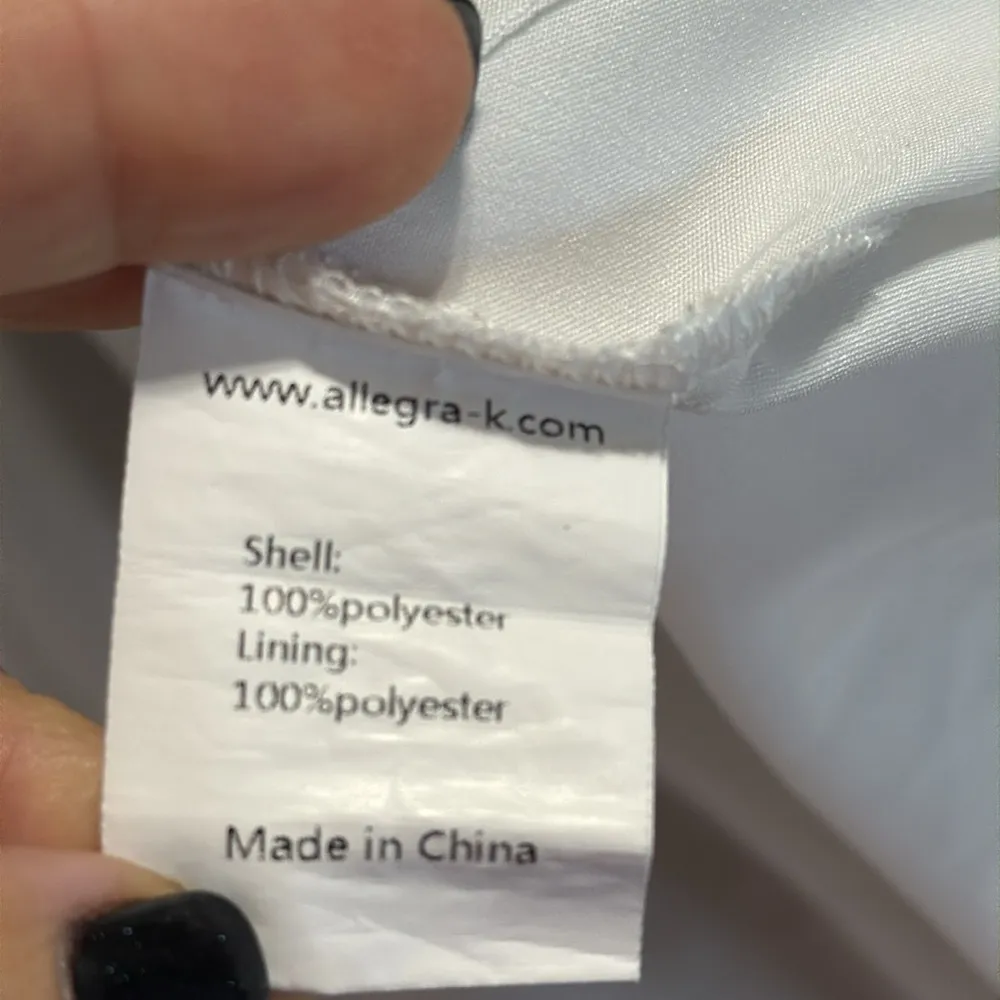 www.allegra-k.com
Shell:
100%polyester
Lining:
100%polyester
Made in China